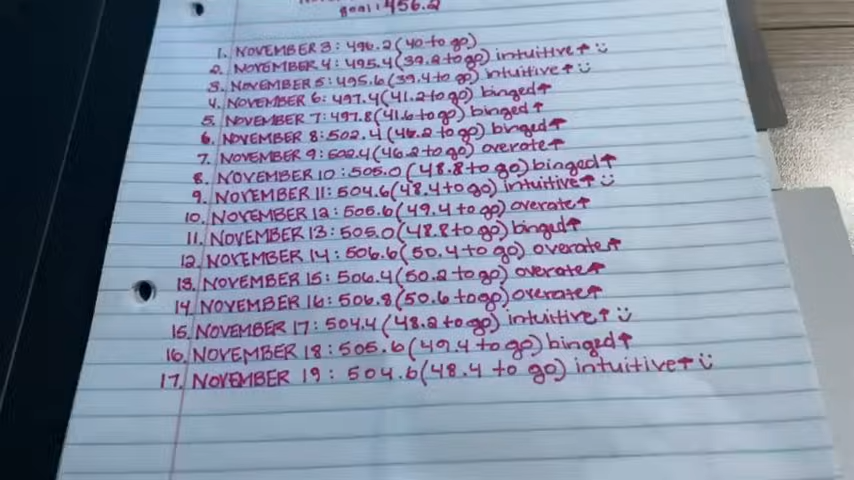 goal: 456.2
1. NOVEMBER 3: 496.2(40 to go)
2. NOVEMBER 4: 495.4(39.2 to go) intuitive↑ :)
3. NOVEMBER 5: 495.6(39.4 to go) intuitive↑ :)
4. NOVEMBER 6: 497.4(41.2 to go) binged↑
5. NOVEMBER 7: 497.8(41.6 to go) binged↑
6. NOVEMBER 8: 502.4(46.2 to go) binged↑
7. NOVEMBER 9: 502.4(46.2 to go) overate↑
8. NOVEMBER 10: 505.0(48.8 to go) binged↑
9. NOVEMBER 11: 504.6(48.4 to go) intuitive↑ :)
10. NOVEMBER 12: 505.6(49.4 to go) overate↑
11. NOVEMBER 13: 505.0(48.8 to go) binged↑
12. NOVEMBER 14: 506.6(50.4 to go) overate↑
13. NOVEMBER 15: 506.4(50.2 to go) overate↑
14. NOVEMBER 16: 506.8(50.6 to go) overate↑
15. NOVEMBER 17: 504.4(48.2 to go) intuitive↑ :)
16. NOVEMBER 18: 505.6(49.4 to go) binged↑
17. NOVEMBER 19: 504.6(48.4 to go) intuitive↑ :)